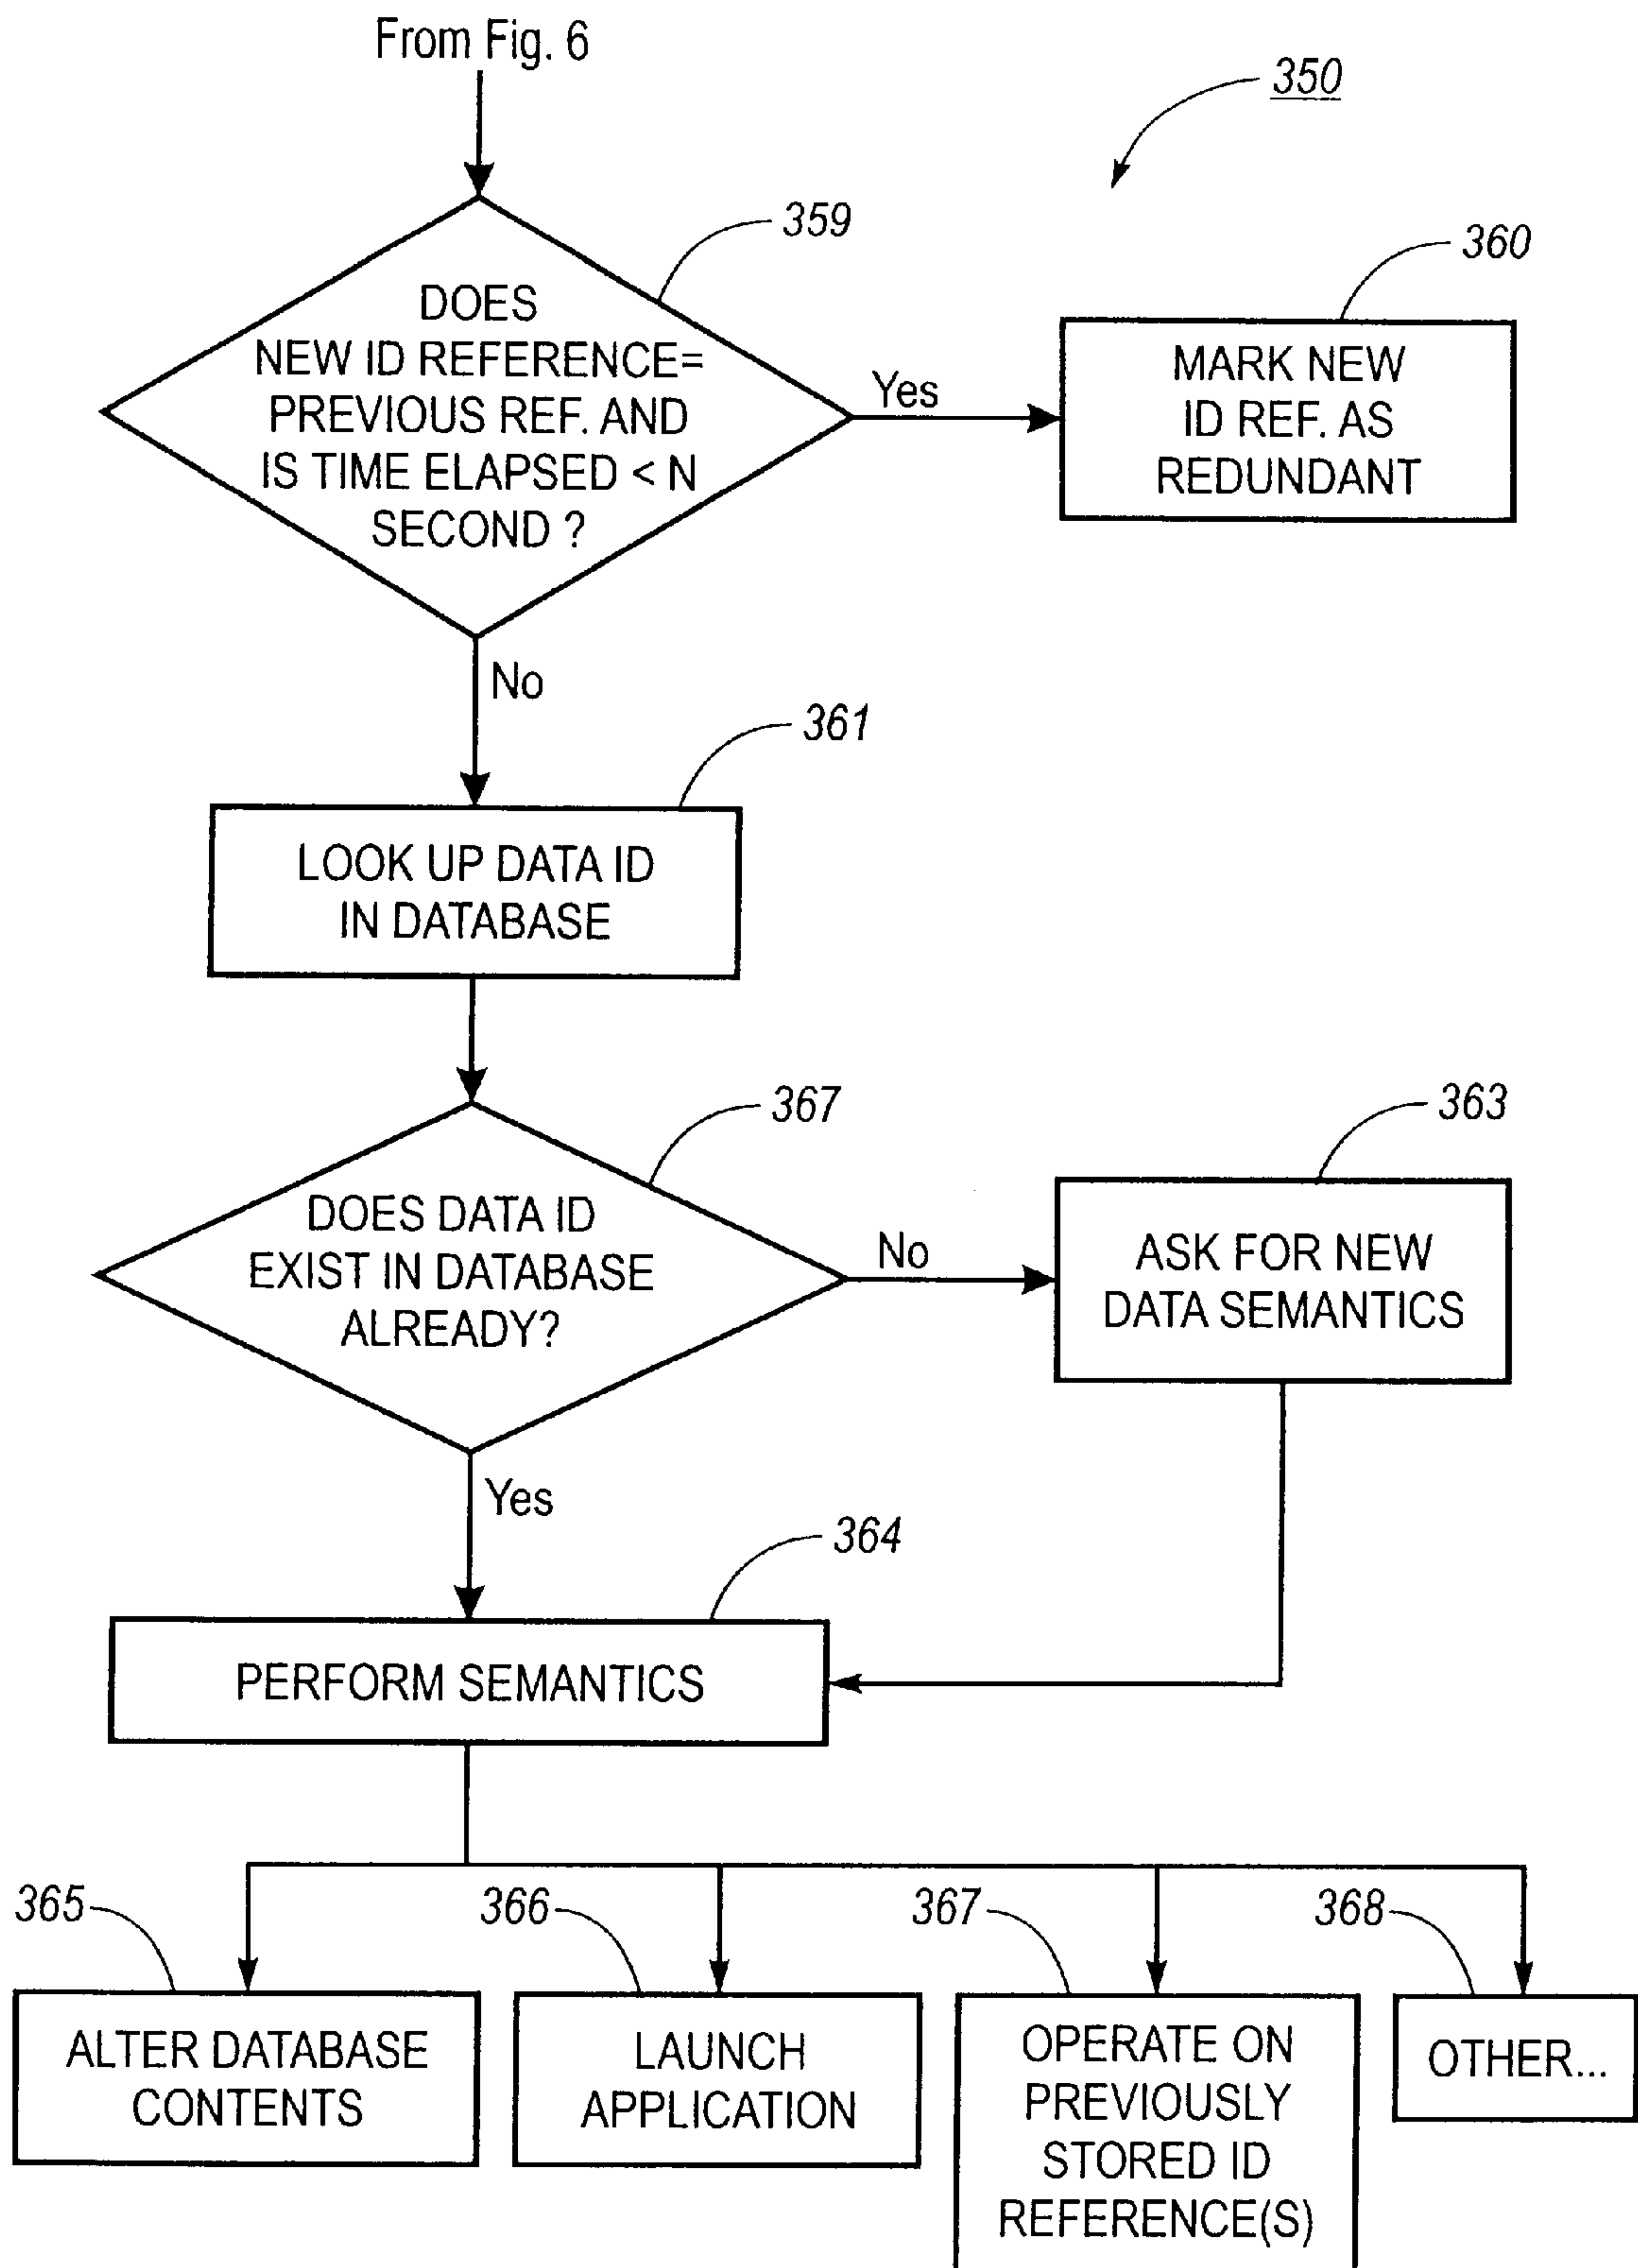 From Fig. 6
350
359
DOES
NEW ID REFERENCE=
PREVIOUS REF. AND
IS TIME ELAPSED < N
SECOND ?
Yes
360
MARK NEW
ID REF. AS
REDUNDANT
No
361
LOOK UP DATA ID
IN DATABASE
367
DOES DATA ID
EXIST IN DATABASE
ALREADY?
No
363
ASK FOR NEW
DATA SEMANTICS
Yes
364
PERFORM SEMANTICS
365
ALTER DATABASE
CONTENTS
366
LAUNCH
APPLICATION
367
OPERATE ON
PREVIOUSLY
STORED ID
REFERENCE(S)
368
OTHER...